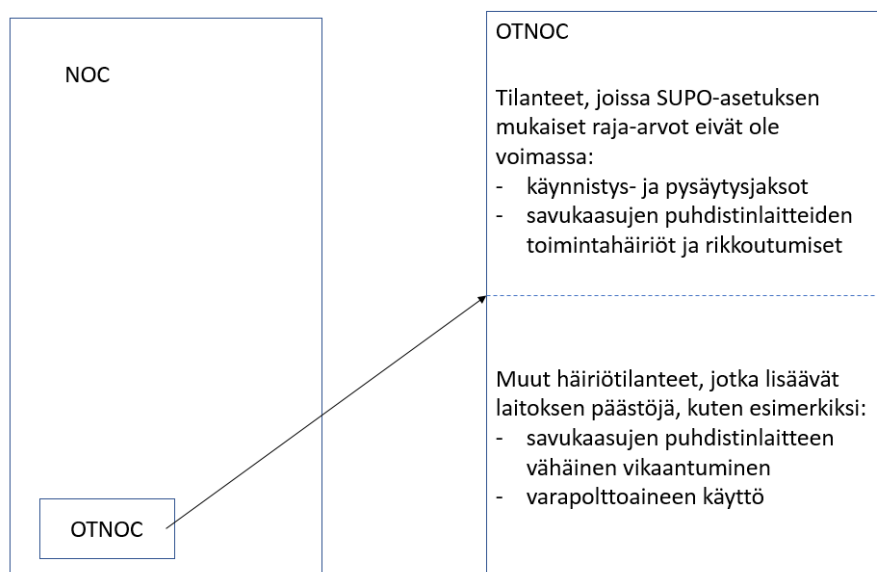 NOC
OTNOC
OTNOC
Tilanteet, joissa SUPO-asetuksen
mukaiset raja-arvot eivät ole
voimassa:
- käynnistys- ja pysäytysjaksot
- savukaasujen puhdistinlaitteiden
toimintahäiriöt ja rikkoutumiset
Muut häiriötilanteet, jotka lisäävät
laitoksen päästöjä, kuten esimerkiksi:
- savukaasujen puhdistinlaitteen
vähäinen vikaantuminen
- varapolttoaineen käyttö